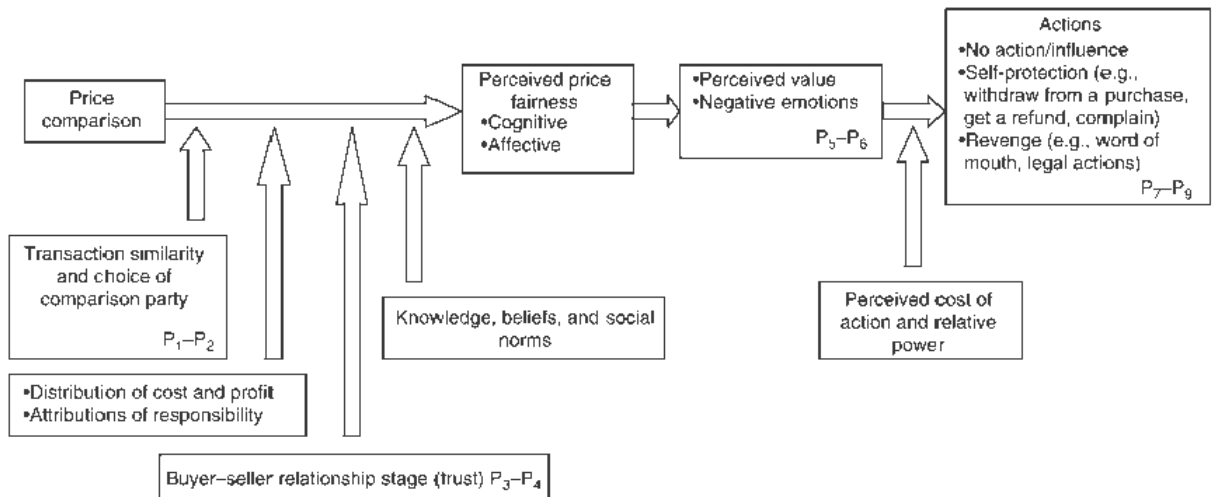 Price
comparison
Perceived price
fairness
•Cognitive
•Affective
•Perceived value
•Negative emotions
P5–P6
Actions
•No action/influence
•Self-protection (e.g.,
withdraw from a purchase,
get a refund, complain)
•Revenge (e.g., word of
mouth, legal actions)
P7–P9
Transaction similarity
and choice of
comparison party
P1–P2
•Distribution of cost and profit
•Attributions of responsibility
Buyer–seller relationship stage (trust) P3–P4
Knowledge, beliefs, and social
norms
Perceived cost of
action and relative
power